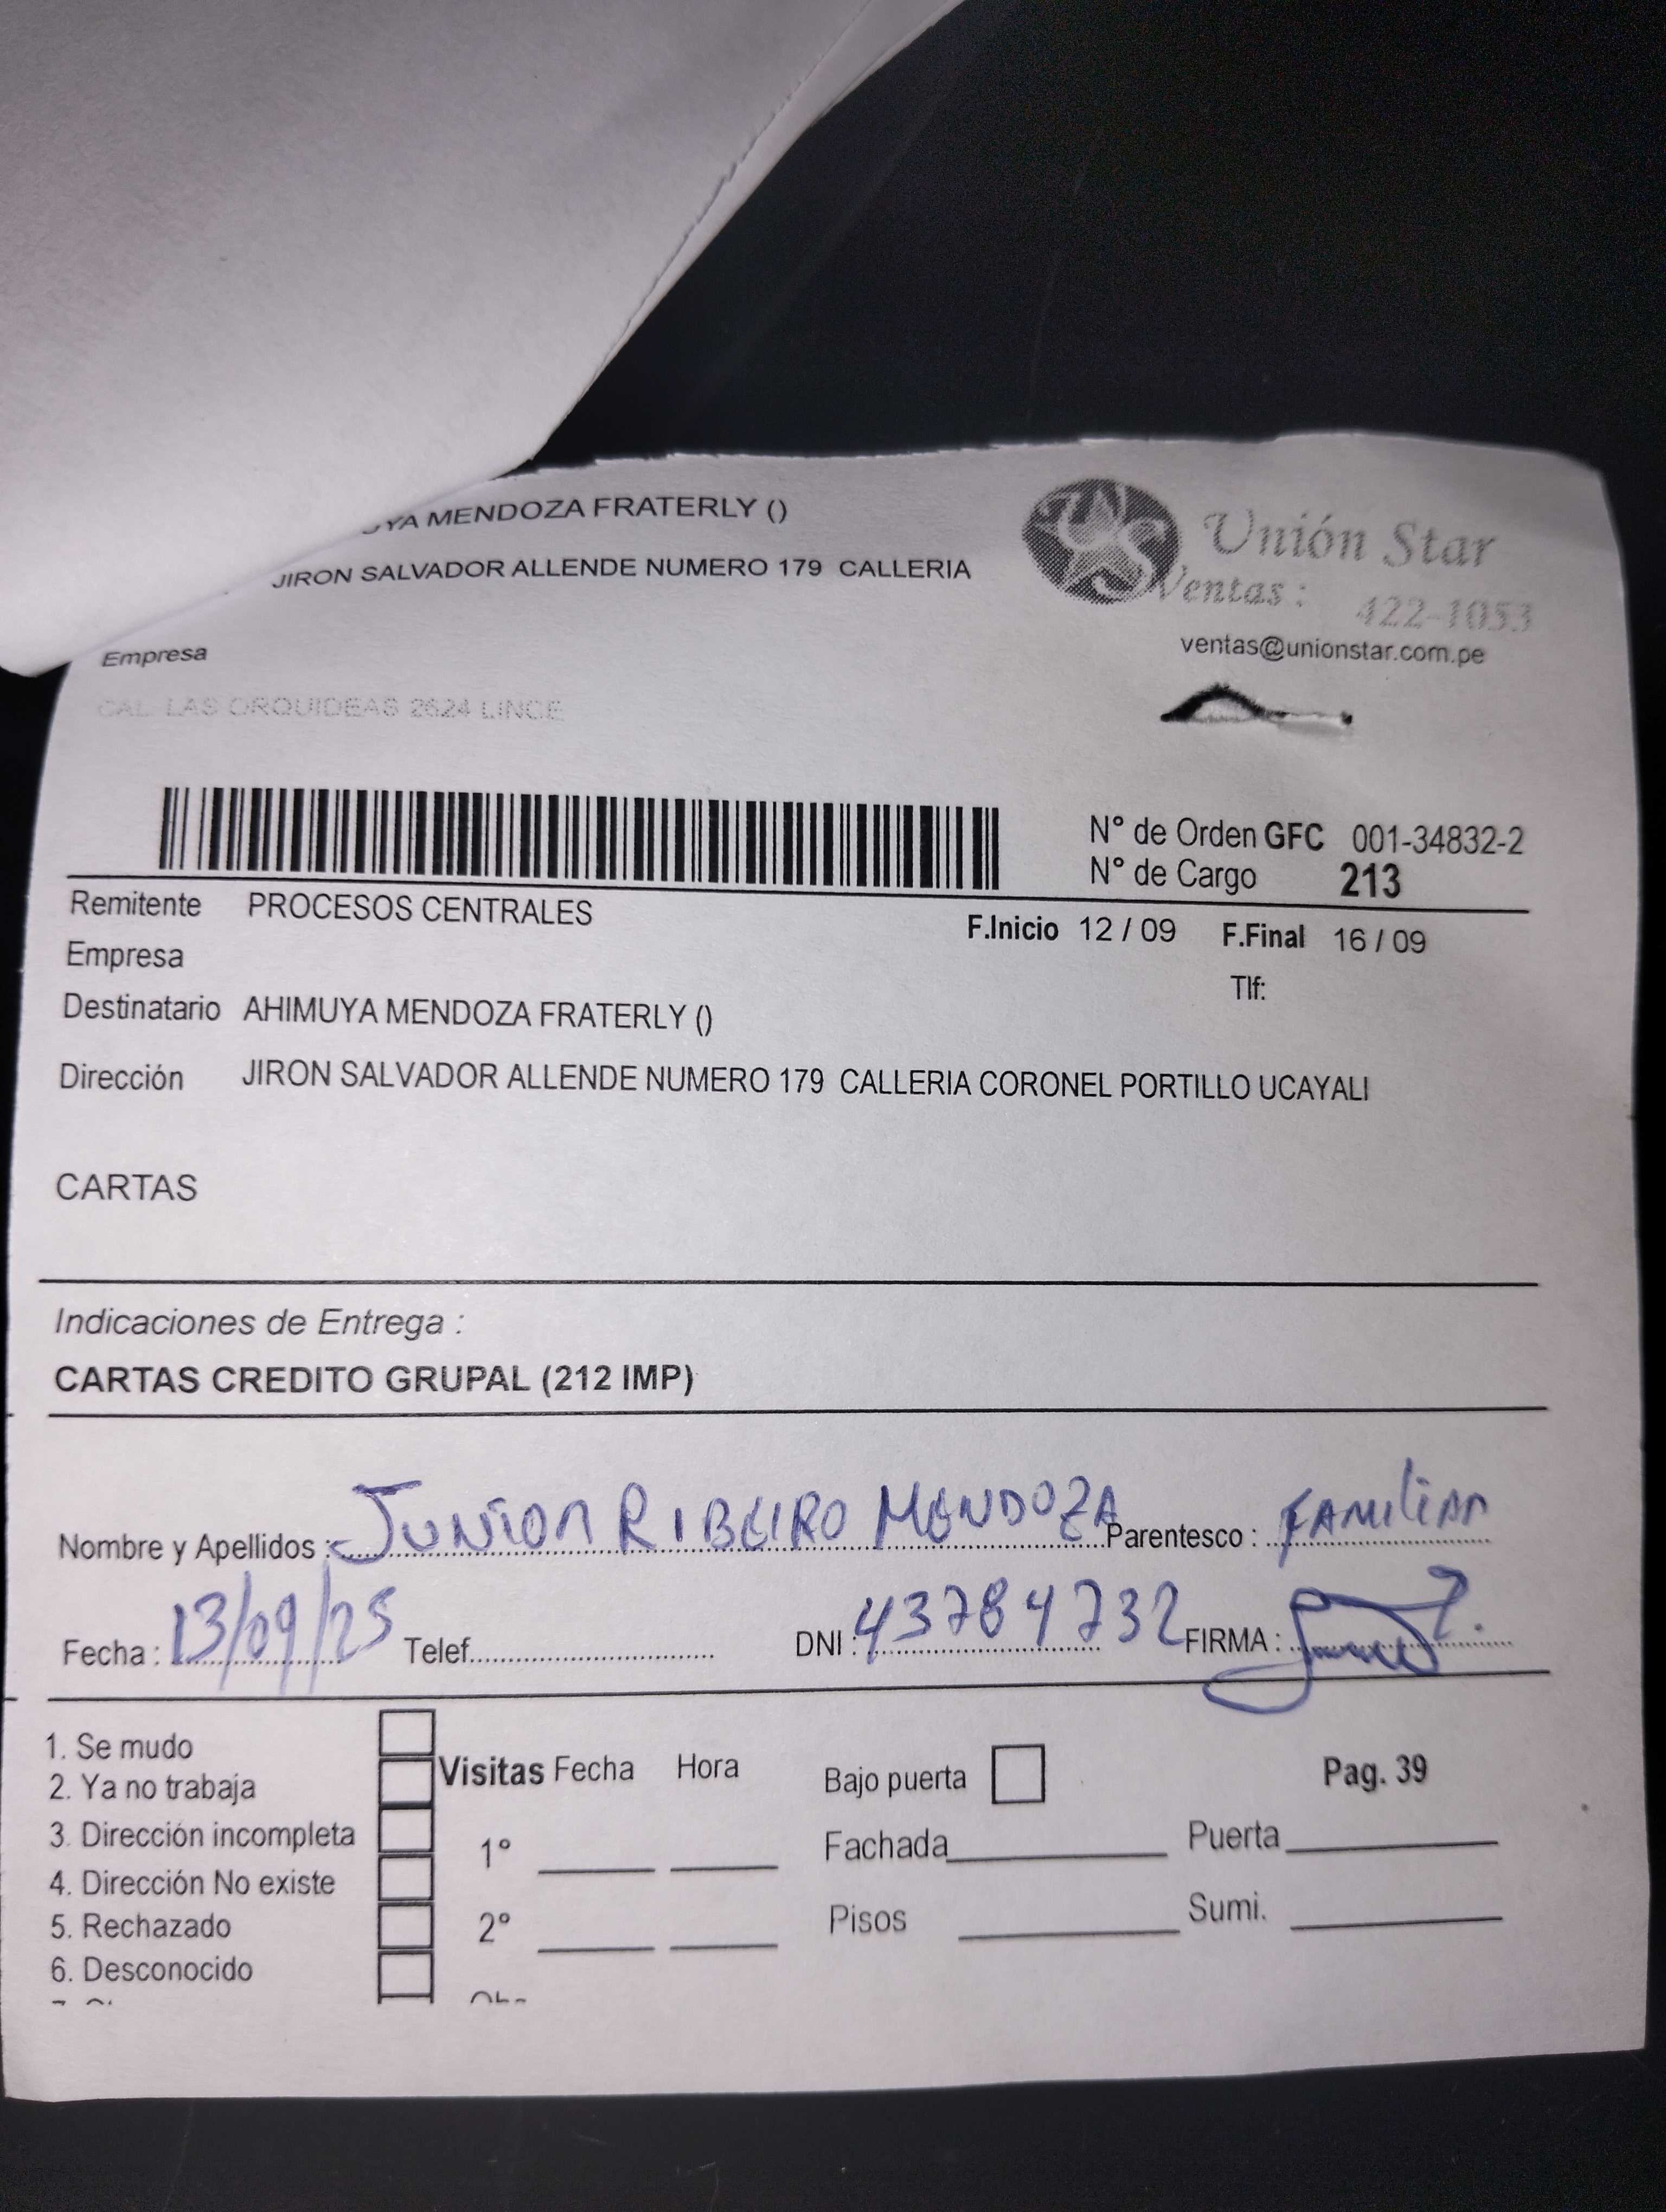 MENDOZA FRATERLY ()
JIRON SALVADOR ALLENDE NUMERO 179 CALLERIA
Unión Star
Ventas : 422-1053
ventas@unionstar.com.pe
Empresa
CAL. LAS ORQUIDEAS 2624 LINCE
N° de Orden GFC 001-34832-2
N° de Cargo 213
Remitente PROCESOS CENTRALES
F.Inicio 12 / 09 F.Final 16 / 09
Empresa
Tlf:
Destinatario AHIMUYA MENDOZA FRATERLY ()
Dirección JIRON SALVADOR ALLENDE NUMERO 179 CALLERIA CORONEL PORTILLO UCAYALI
CARTAS
Indicaciones de Entrega :
CARTAS CREDITO GRUPAL (212 IMP)
Nombre y Apellidos : JUNIOR RIBEIRO MENDOZA Parentesco : FAMILIAR
Fecha : 13/09/25 Telef. DNI : 43784732 FIRMA :
1. Se mudo
2. Ya no trabaja
3. Dirección incompleta
4. Dirección No existe
5. Rechazado
6. Desconocido
Visitas Fecha Hora
1°
2°
Bajo puerta
Pag. 39
Fachada Puerta
Pisos Sumi.